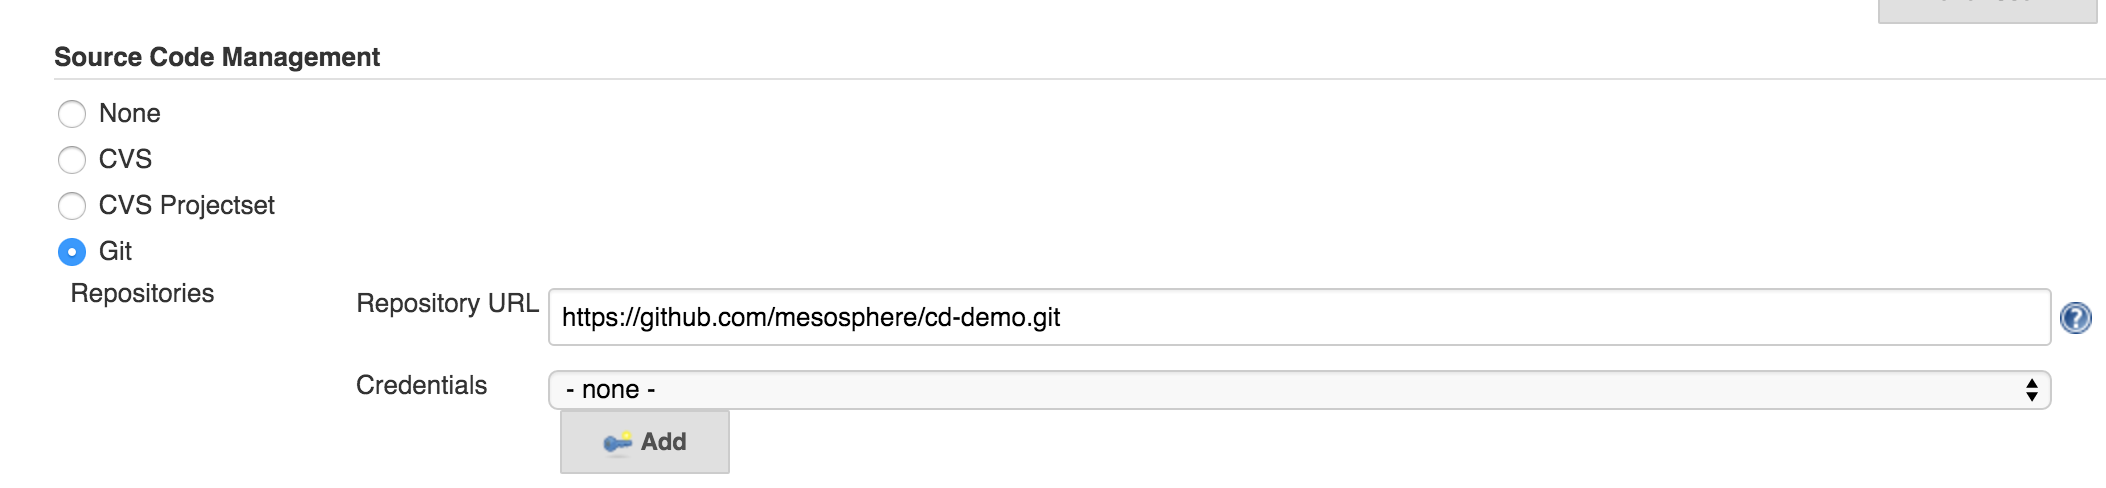 Source Code Management
None
CVS
CVS Projectset
Git
Repositories
Repository URL https://github.com/mesosphere/cd-demo.git
Credentials - none -
Add